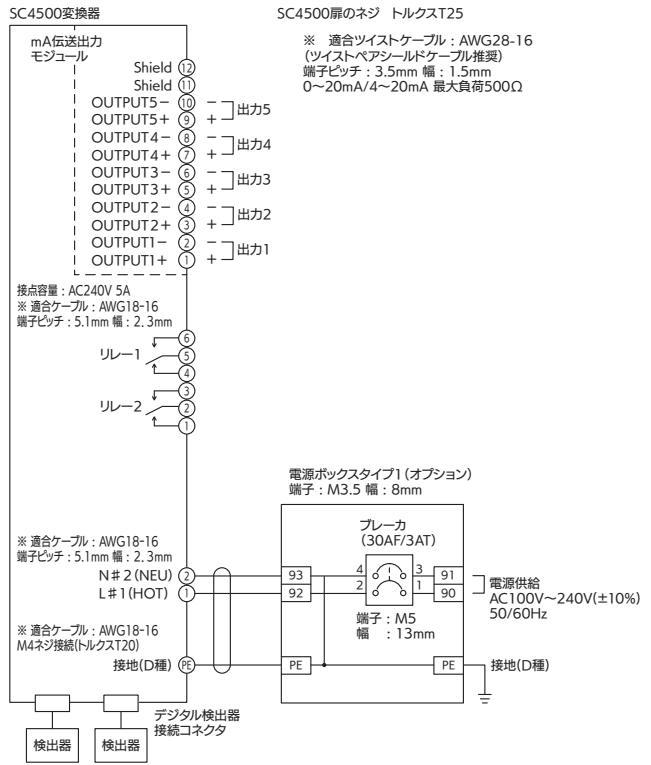 SC4500変換器
SC4500扉のネジ トルクスT25
mA伝送出力
モジュール
※ 適合ツイストケーブル:AWG28-16
(ツイストペアシールドケーブル推奨)
端子ピッチ:3.5mm 幅:1.5mm
0〜20mA/4〜20mA 最大負荷500Ω
Shield ⑫
Shield ⑪
OUTPUT5− ⑩ −
OUTPUT5+ ⑨ +
出力5
OUTPUT4− ⑧ −
OUTPUT4+ ⑦ +
出力4
OUTPUT3− ⑥ −
OUTPUT3+ ⑤ +
出力3
OUTPUT2− ④ −
OUTPUT2+ ③ +
出力2
OUTPUT1− ② −
OUTPUT1+ ① +
出力1
接点容量:AC240V 5A
※ 適合ケーブル:AWG18-16
端子ピッチ:5.1mm 幅:2.3mm
⑥
リレー1 ⑤
④
③
リレー2 ②
①
電源ボックスタイプ1(オプション)
端子:M3.5 幅:8mm
ブレーカ
(30AF/3AT)
※ 適合ケーブル:AWG18-16
端子ピッチ:5.1mm 幅:2.3mm
N♯2(NEU) ② 93 4 3 91
L♯1(HOT) ① 92 2 1 90
電源供給
AC100V〜240V(±10%)
50/60Hz
端子:M5
幅 :13mm
※ 適合ケーブル:AWG18-16
M4ネジ接続(トルクスT20)
接地(D種) PE PE PE 接地(D種)
デジタル検出器
接続コネクタ
検出器 検出器